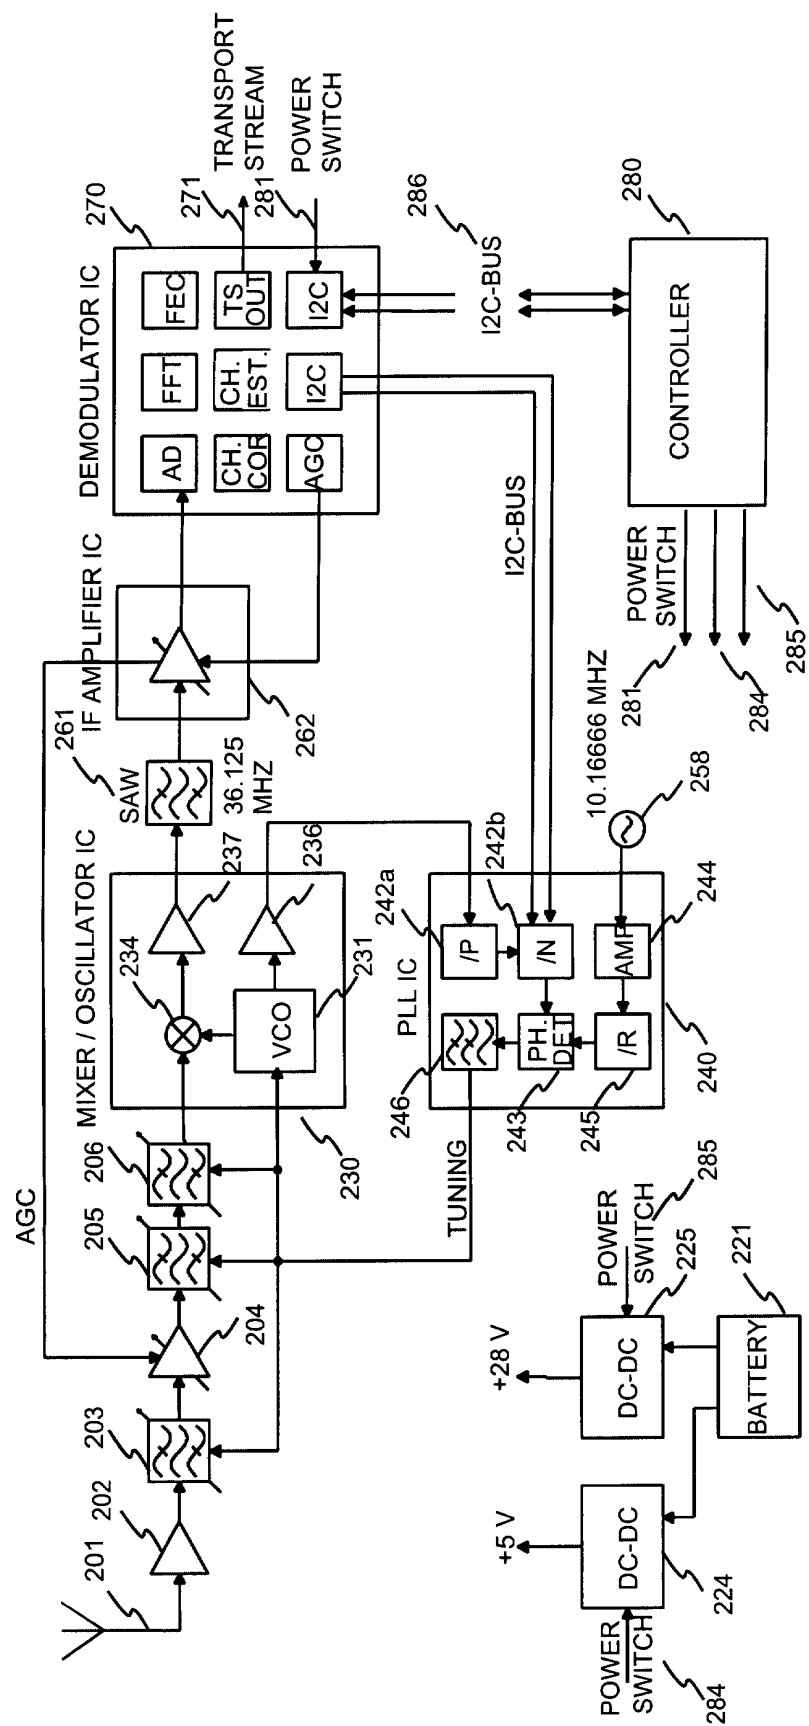 AGC
201
202
203
204
205
206
MIXER / OSCILLATOR IC
234
237
236
VCO
231
230
SAW
261
36.125
MHZ
IF AMPLIFIER IC
262
DEMODULATOR IC
270
AD
FFT
FEC
CH.
COR
CH.
EST.
TS
OUT
AGC
I2C
I2C
271
TRANSPORT
STREAM
281
POWER
SWITCH
TUNING
PLL IC
242a
242b
/P
/N
AMP
246
PH.
DET
/R
243
245
240
244
10.16666 MHZ
258
I2C-BUS
I2C-BUS
286
CONTROLLER
280
POWER
SWITCH
281
284
285
+5 V
+28 V
DC-DC
DC-DC
224
225
POWER
SWITCH
284
POWER
SWITCH
285
BATTERY
221